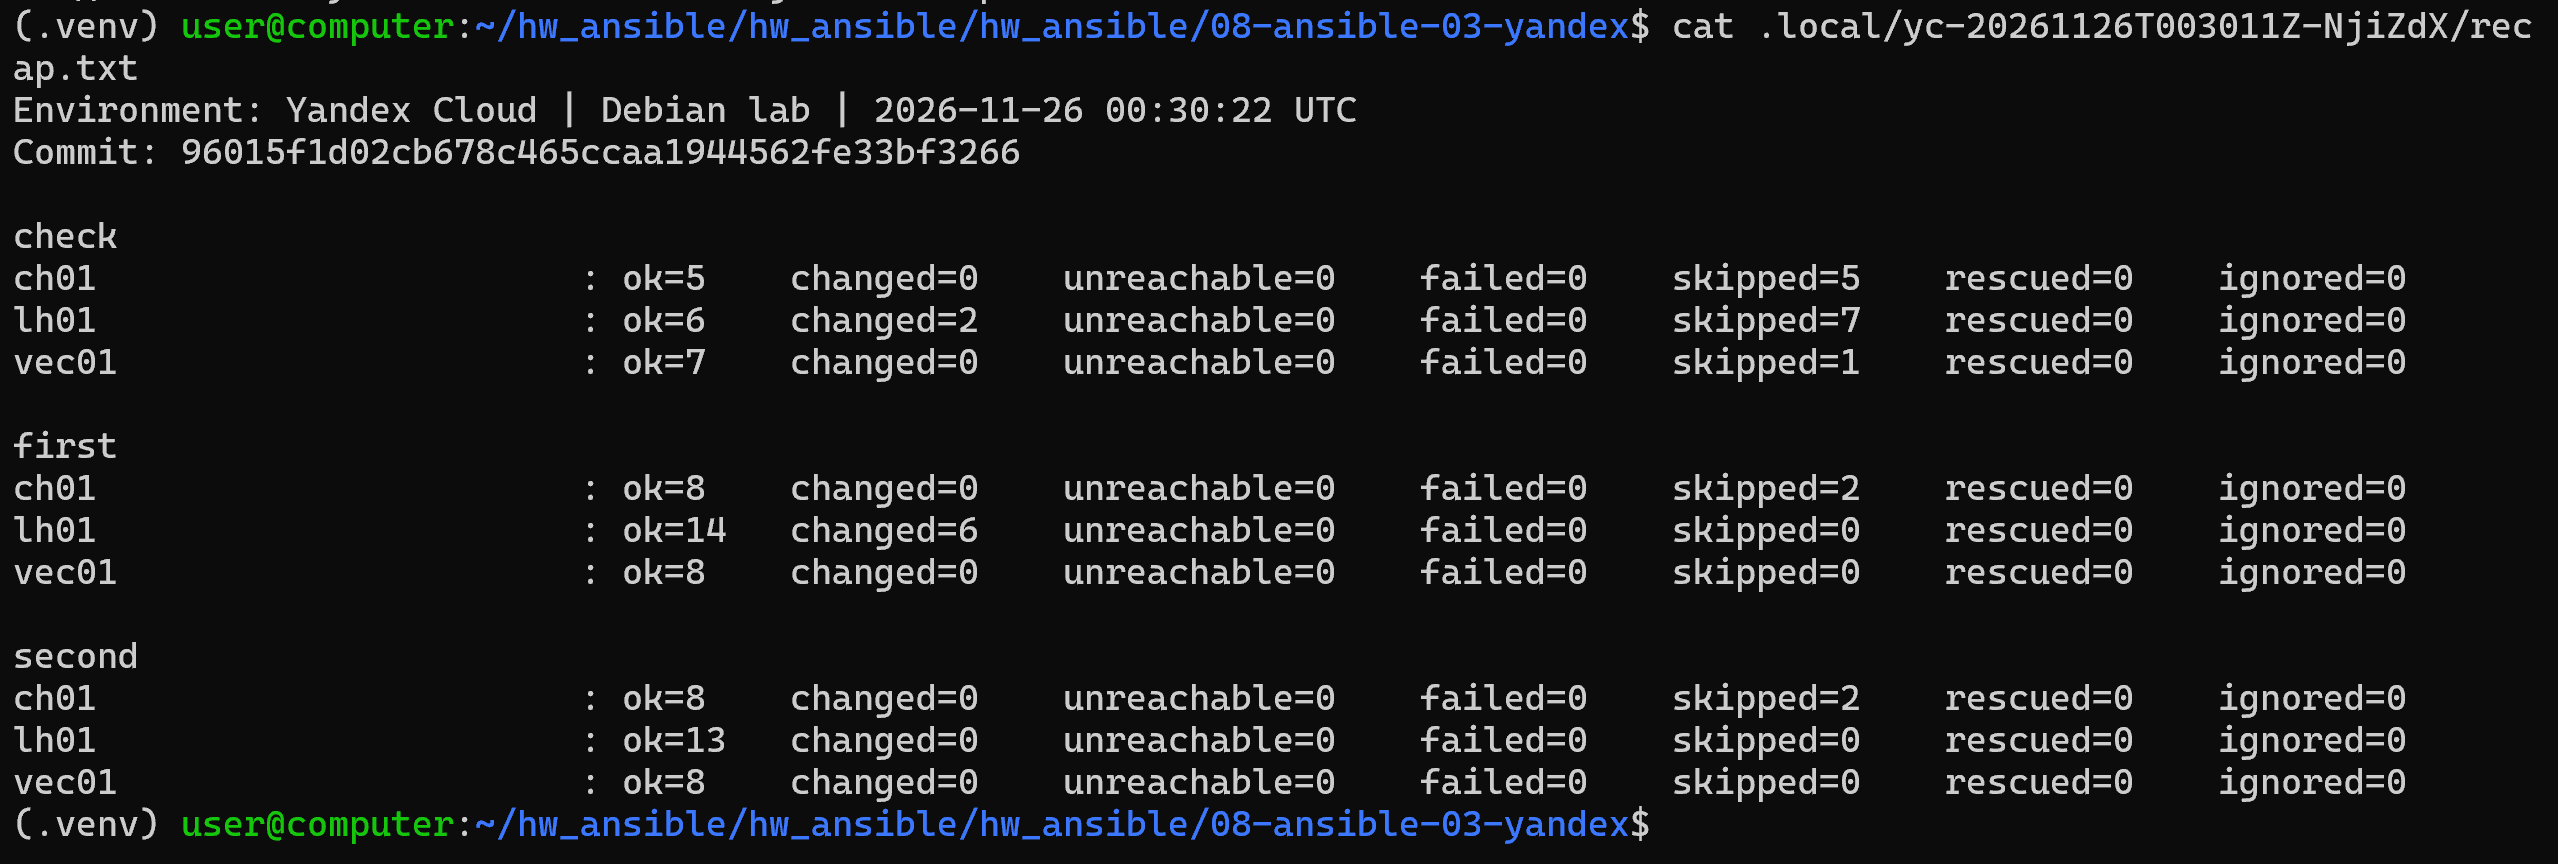 (.venv) user@computer:~/hw_ansible/hw_ansible/hw_ansible/08-ansible-03-yandex$ cat .local/yc-20261126T003011Z-NjiZdX/rec
ap.txt
Environment: Yandex Cloud | Debian lab | 2026-11-26 00:30:22 UTC
Commit: 96015f1d02cb678c465ccaa1944562fe33bf3266

check
ch01                       : ok=5    changed=0    unreachable=0    failed=0    skipped=5    rescued=0    ignored=0
lh01                       : ok=6    changed=2    unreachable=0    failed=0    skipped=7    rescued=0    ignored=0
vec01                      : ok=7    changed=0    unreachable=0    failed=0    skipped=1    rescued=0    ignored=0

first
ch01                       : ok=8    changed=0    unreachable=0    failed=0    skipped=2    rescued=0    ignored=0
lh01                       : ok=14   changed=6    unreachable=0    failed=0    skipped=0    rescued=0    ignored=0
vec01                      : ok=8    changed=0    unreachable=0    failed=0    skipped=0    rescued=0    ignored=0

second
ch01                       : ok=8    changed=0    unreachable=0    failed=0    skipped=2    rescued=0    ignored=0
lh01                       : ok=13   changed=0    unreachable=0    failed=0    skipped=0    rescued=0    ignored=0
vec01                      : ok=8    changed=0    unreachable=0    failed=0    skipped=0    rescued=0    ignored=0
(.venv) user@computer:~/hw_ansible/hw_ansible/hw_ansible/08-ansible-03-yandex$